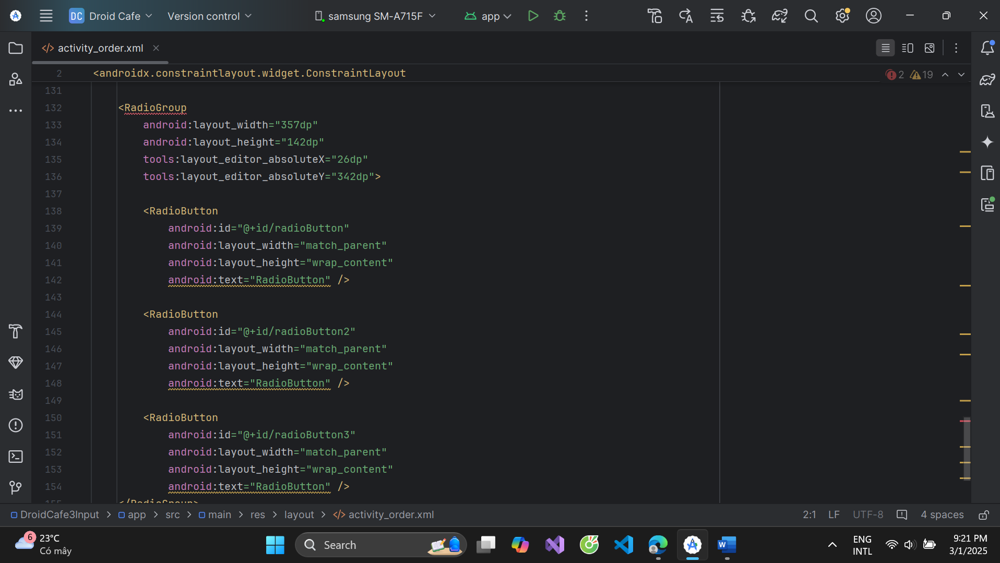 DC Droid Cafe Version control samsung SM-A715F app
activity_order.xml
2 <androidx.constraintlayout.widget.ConstraintLayout 2 19
131
132 <RadioGroup
133 android:layout_width="357dp"
134 android:layout_height="142dp"
135 tools:layout_editor_absoluteX="26dp"
136 tools:layout_editor_absoluteY="342dp">
137
138 <RadioButton
139 android:id="@+id/radioButton"
140 android:layout_width="match_parent"
141 android:layout_height="wrap_content"
142 android:text="RadioButton" />
143
144 <RadioButton
145 android:id="@+id/radioButton2"
146 android:layout_width="match_parent"
147 android:layout_height="wrap_content"
148 android:text="RadioButton" />
149
150 <RadioButton
151 android:id="@+id/radioButton3"
152 android:layout_width="match_parent"
153 android:layout_height="wrap_content"
154 android:text="RadioButton" />
155 </RadioGroup>
DroidCafe3Input > app > src > main > res > layout > activity_order.xml 2:1 LF UTF-8 4 spaces
6 23°C
Có mây
Search
ENG
INTL
9:21 PM
3/1/2025